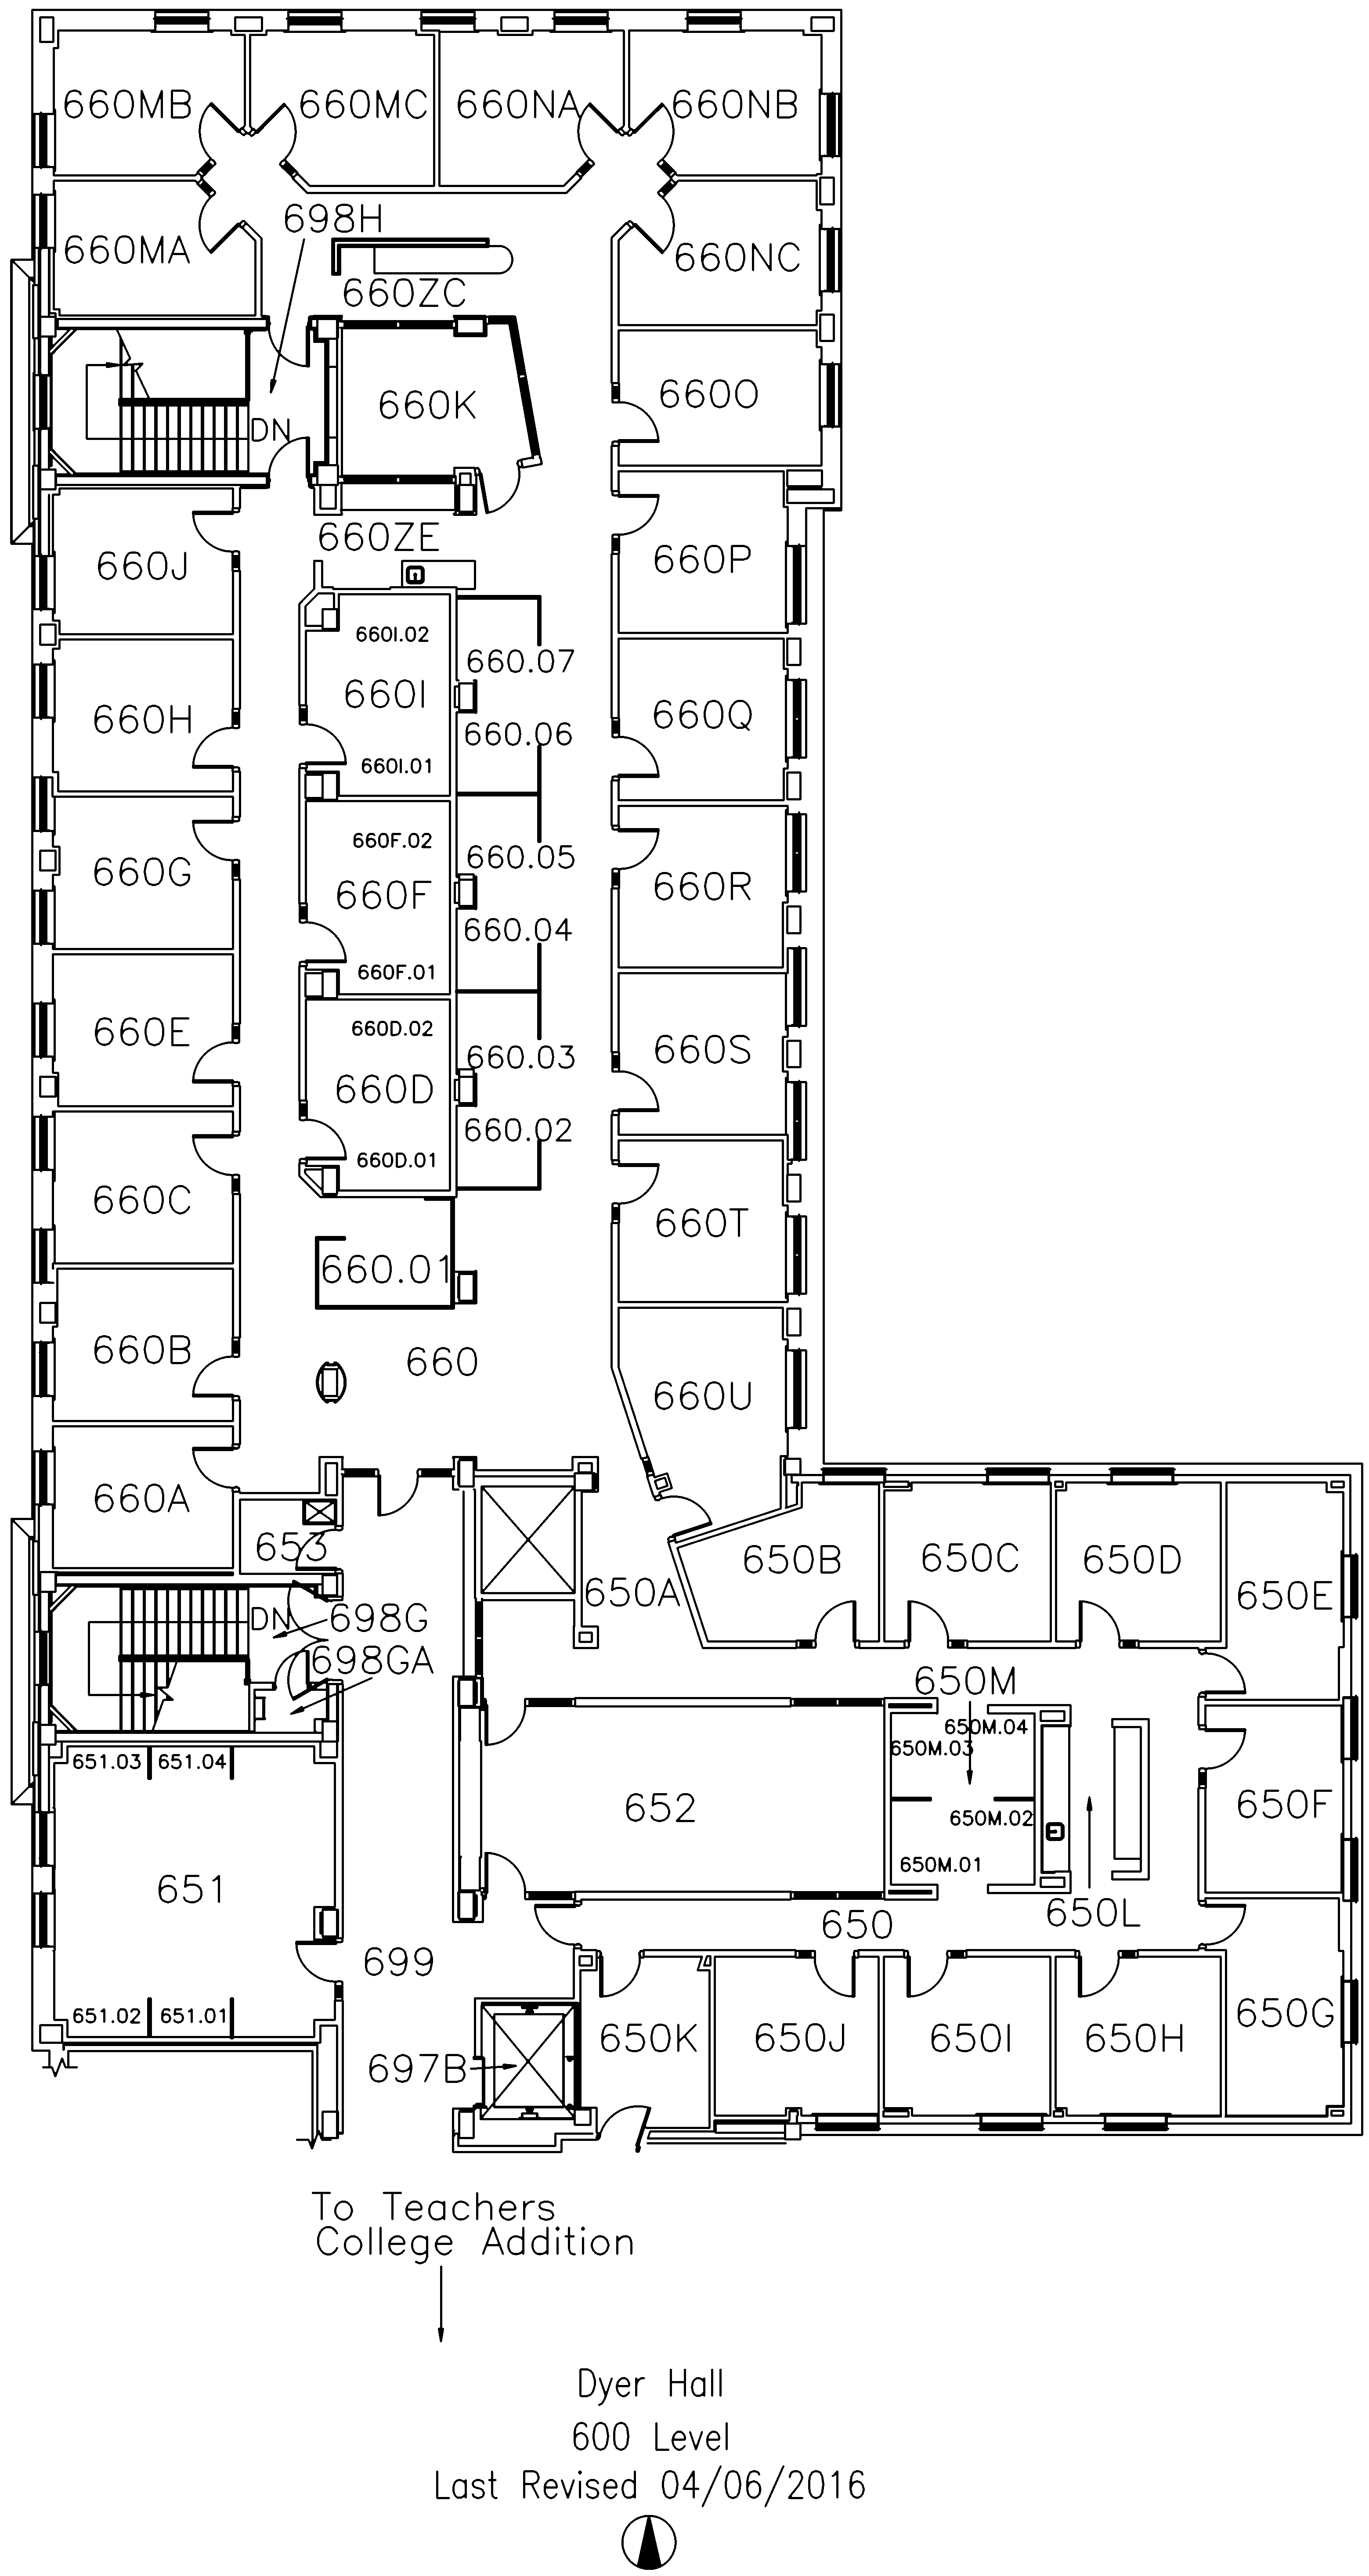 660MB 660MC 660NA 660NB
698H
660MA 660NC
660ZC
660K 660O
DN
660ZE
660J 660P
660I.02
660.07
660I
660H 660Q
660.06
660I.01
660F.02
660.05
660G 660F 660R
660.04
660F.01
660D.02
660E 660.03 660S
660D
660.02
660D.01
660C 660T
660.01
660B 660 660U
660A
653 650B 650C 650D
650A 650E
DN 698G
698GA
650M
650M.04
650M.03
651.03 651.04
652 650F
650M.02
650M.01
651
650 650L
699
651.02 651.01
650K 650J 650I 650H 650G
697B
To Teachers
College Addition
Dyer Hall
600 Level
Last Revised 04/06/2016